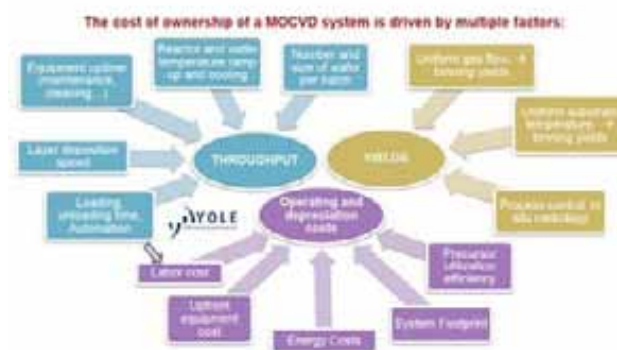 The cost of ownership of a MOCVD system is driven by multiple factors:
Reactor and wafer
temperature ramp-
up and cooling
Number and
size of wafer
per batch
Uniform gas flow →
binning yields
Equipment uptime
maintenance,
cleaning
Uniform
temperature →
binning yields
Layer deposition
speed
THROUGHPUT
YIELDS
Loading,
unloading time,
Automation
YOLE
Operating and
depreciation
costs
Process control, in
situ metrology
Labor cost
Precursor
utilization
efficiency
Upfront
equipment
cost
Energy Costs
System Footprint